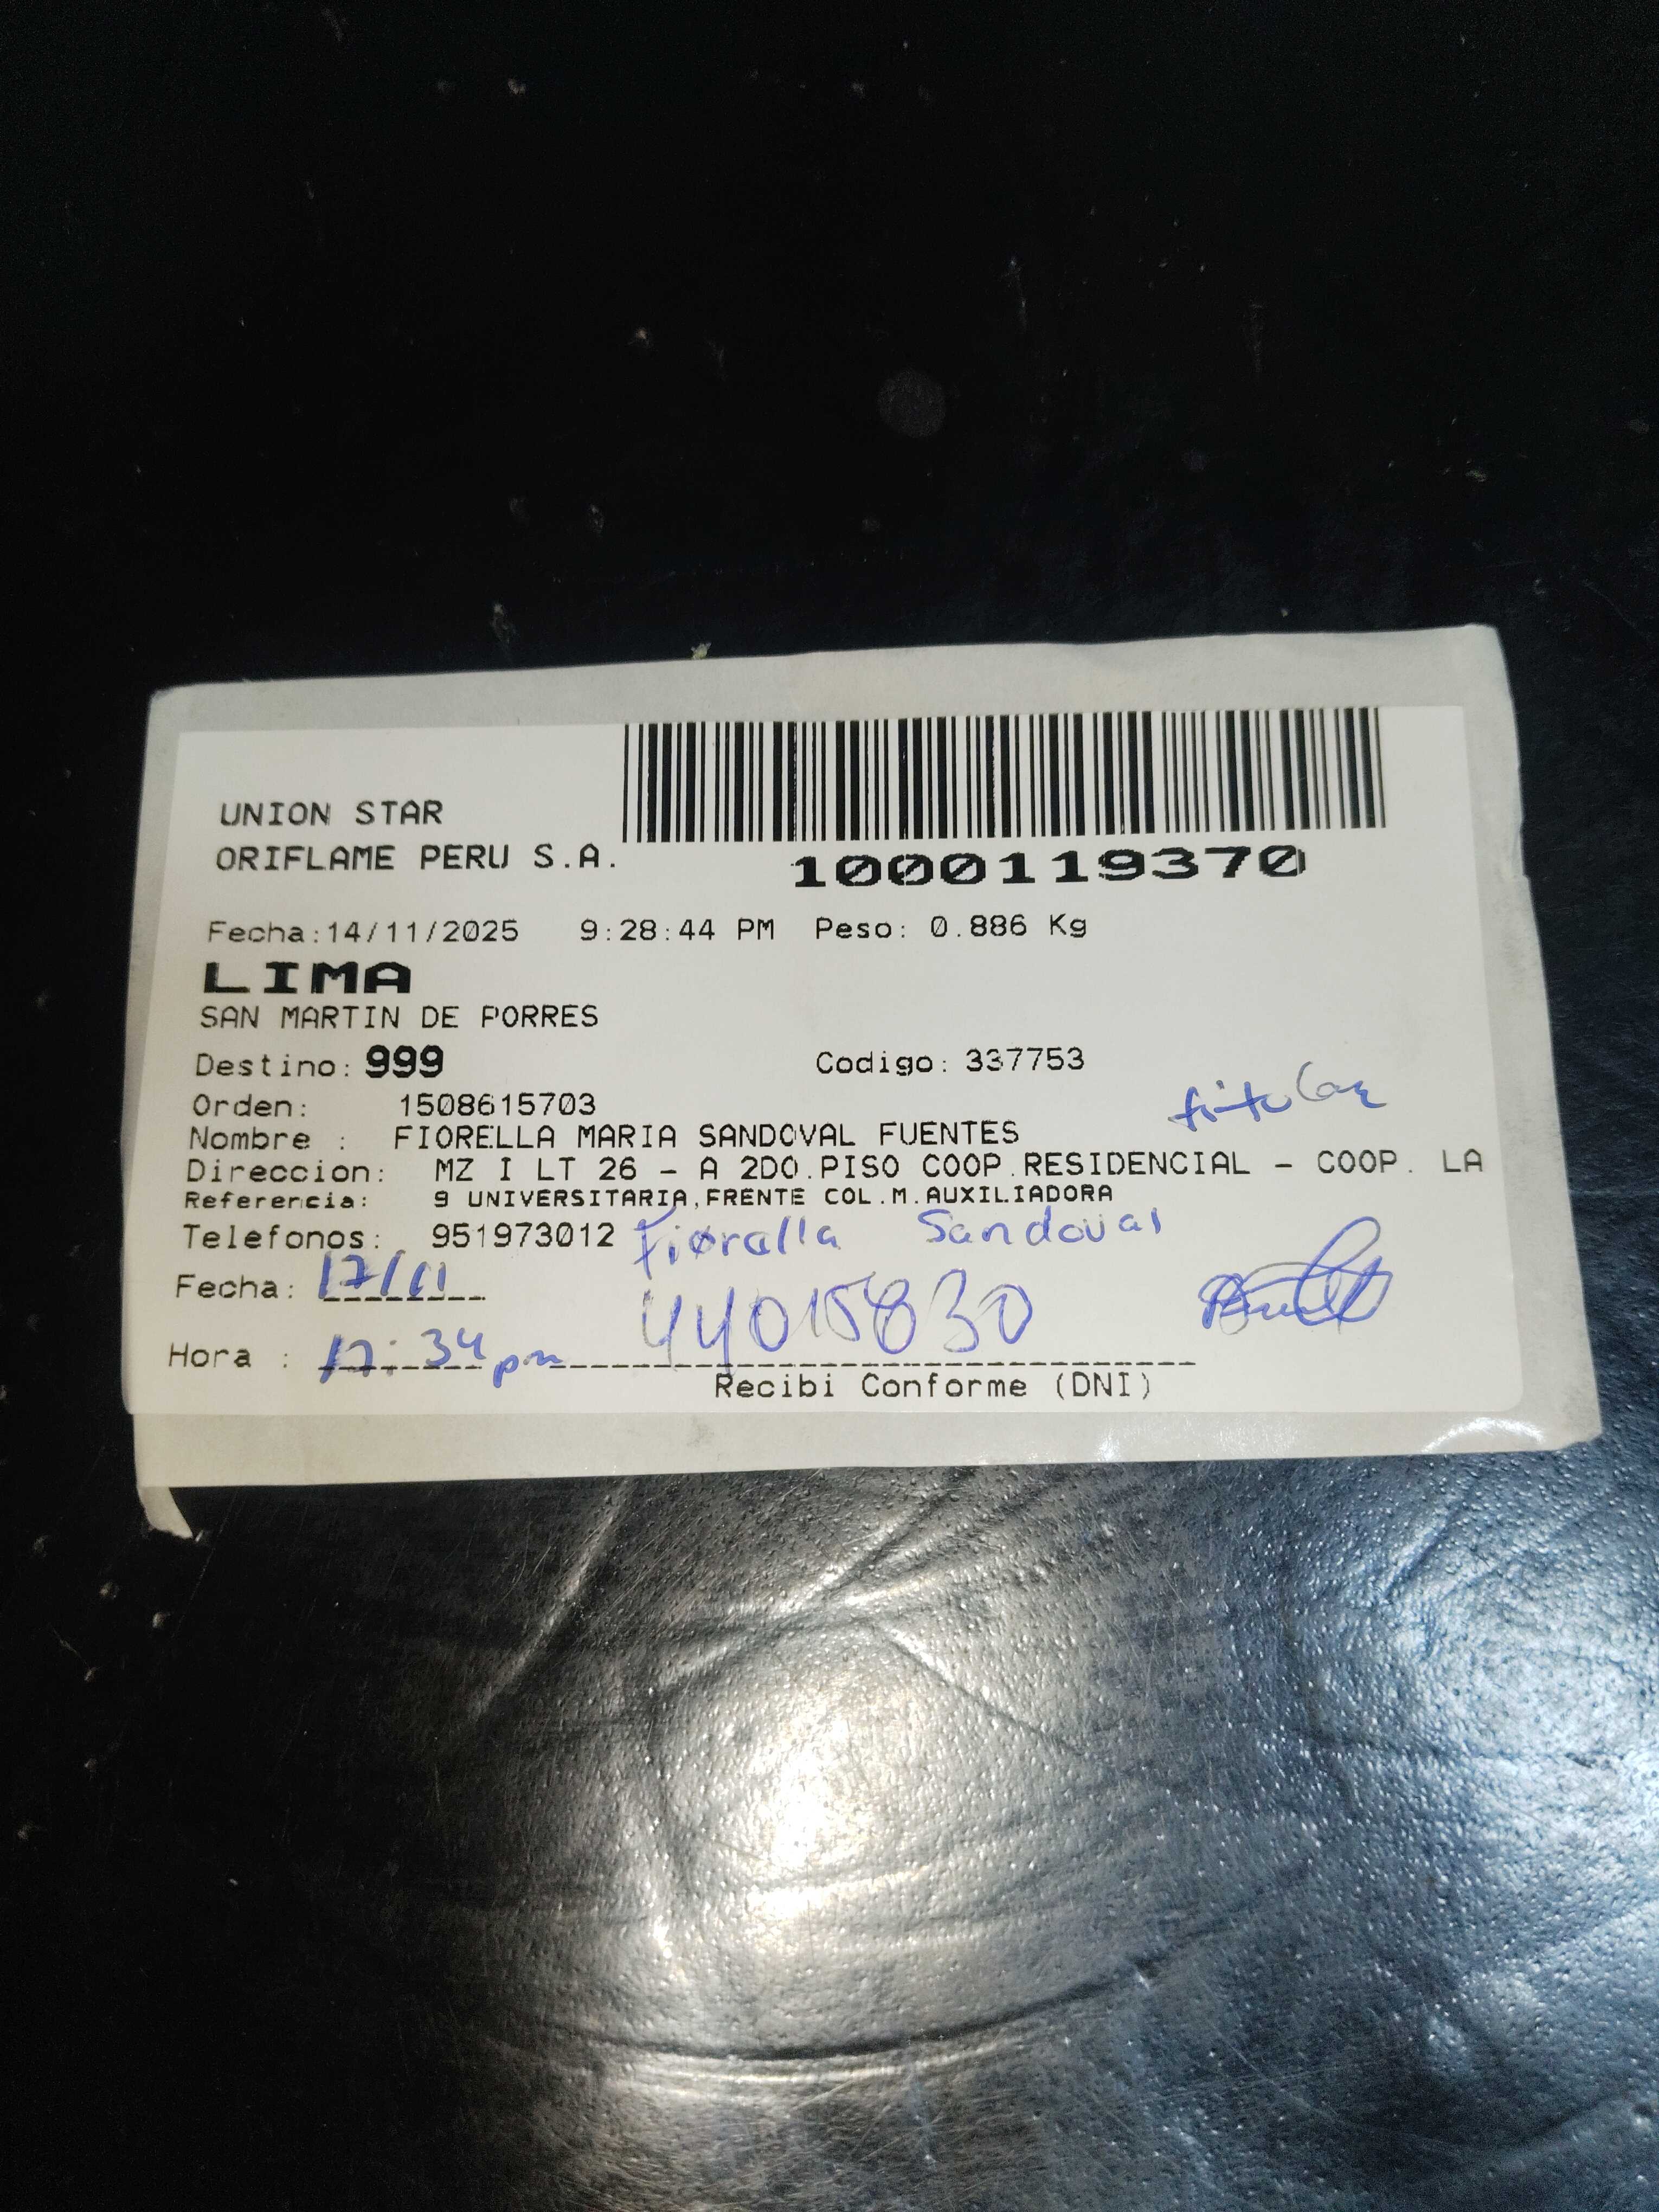 UNION STAR
ORIFLAME PERU S.A.
1000119370
Fecha:14/11/2025 9:28:44 PM Peso: 0.886 Kg
LIMA
SAN MARTIN DE PORRES
Destino: 999 Codigo: 337753
titular
Orden: 1508615703
Nombre : FIORELLA MARIA SANDOVAL FUENTES
Direccion: MZ I LT 26 - A 2DO.PISO COOP.RESIDENCIAL - COOP. LA
Referencia: 9 UNIVERSITARIA,FRENTE COL.M.AUXILIADORA
Telefonos: 951973012 Fiorella Sandoval
Fecha: 17/11
44015830
Hora : 17:34 pm
Recibi Conforme (DNI)